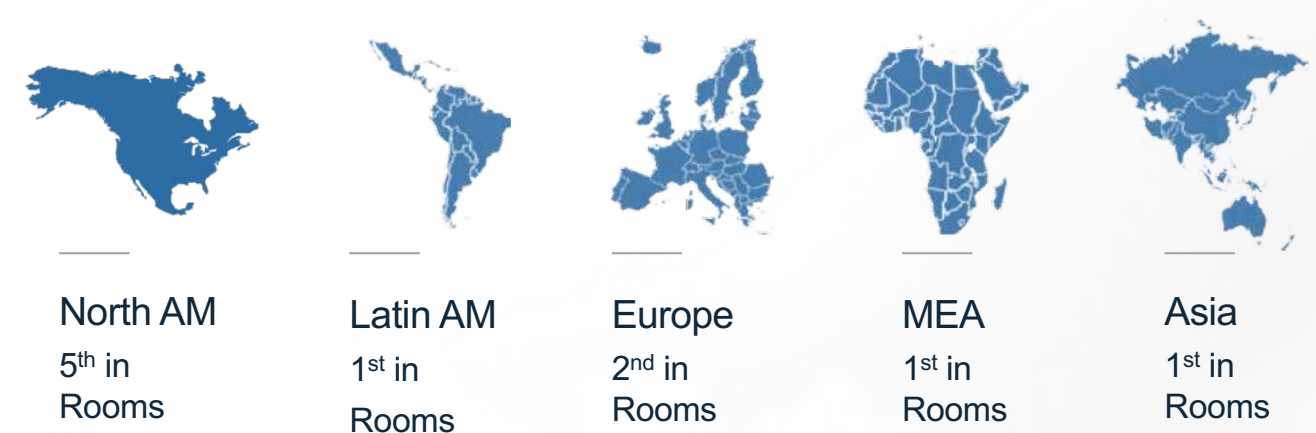 North AM
5th in
Rooms
Latin AM
1st in
Rooms
Europe
2nd in
Rooms
MEA
1st in
Rooms
Asia
1st in
Rooms